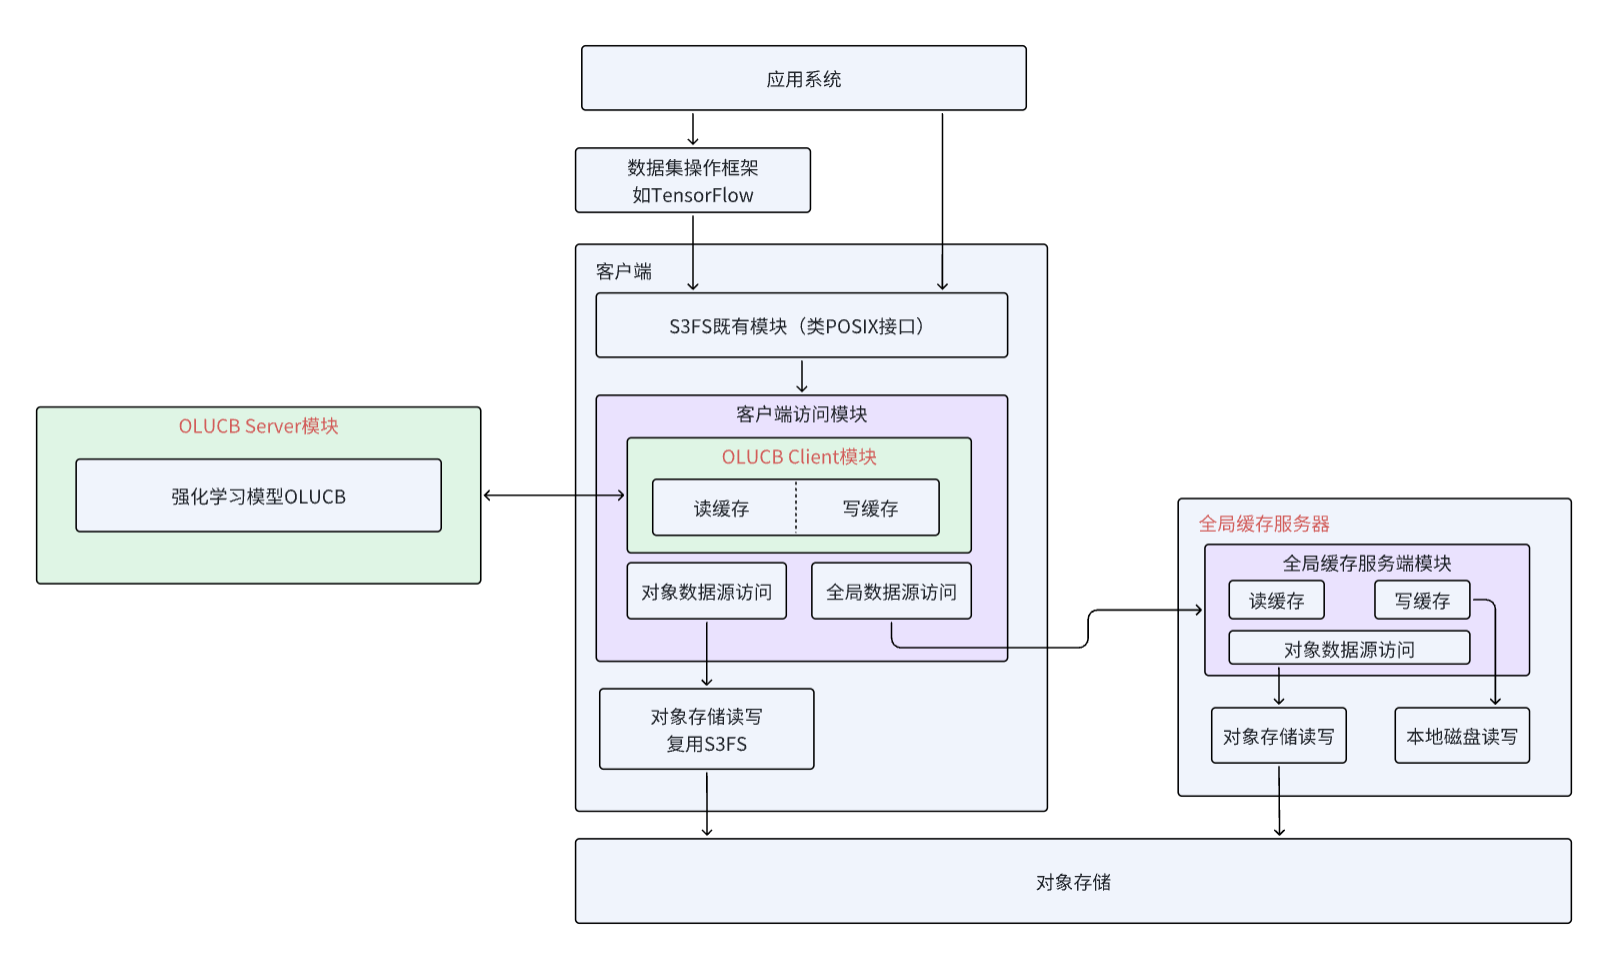 应用系统
数据集操作框架
如TensorFlow
客户端
S3FS既有模块（类POSIX接口）
客户端访问模块
OLUCB Server模块
强化学习模型OLUCB
OLUCB Client模块
读缓存
写缓存
对象数据源访问
全局数据源访问
对象存储读写
复用S3FS
全局缓存服务器
全局缓存服务端模块
读缓存
写缓存
对象数据源访问
对象存储读写
本地磁盘读写
对象存储